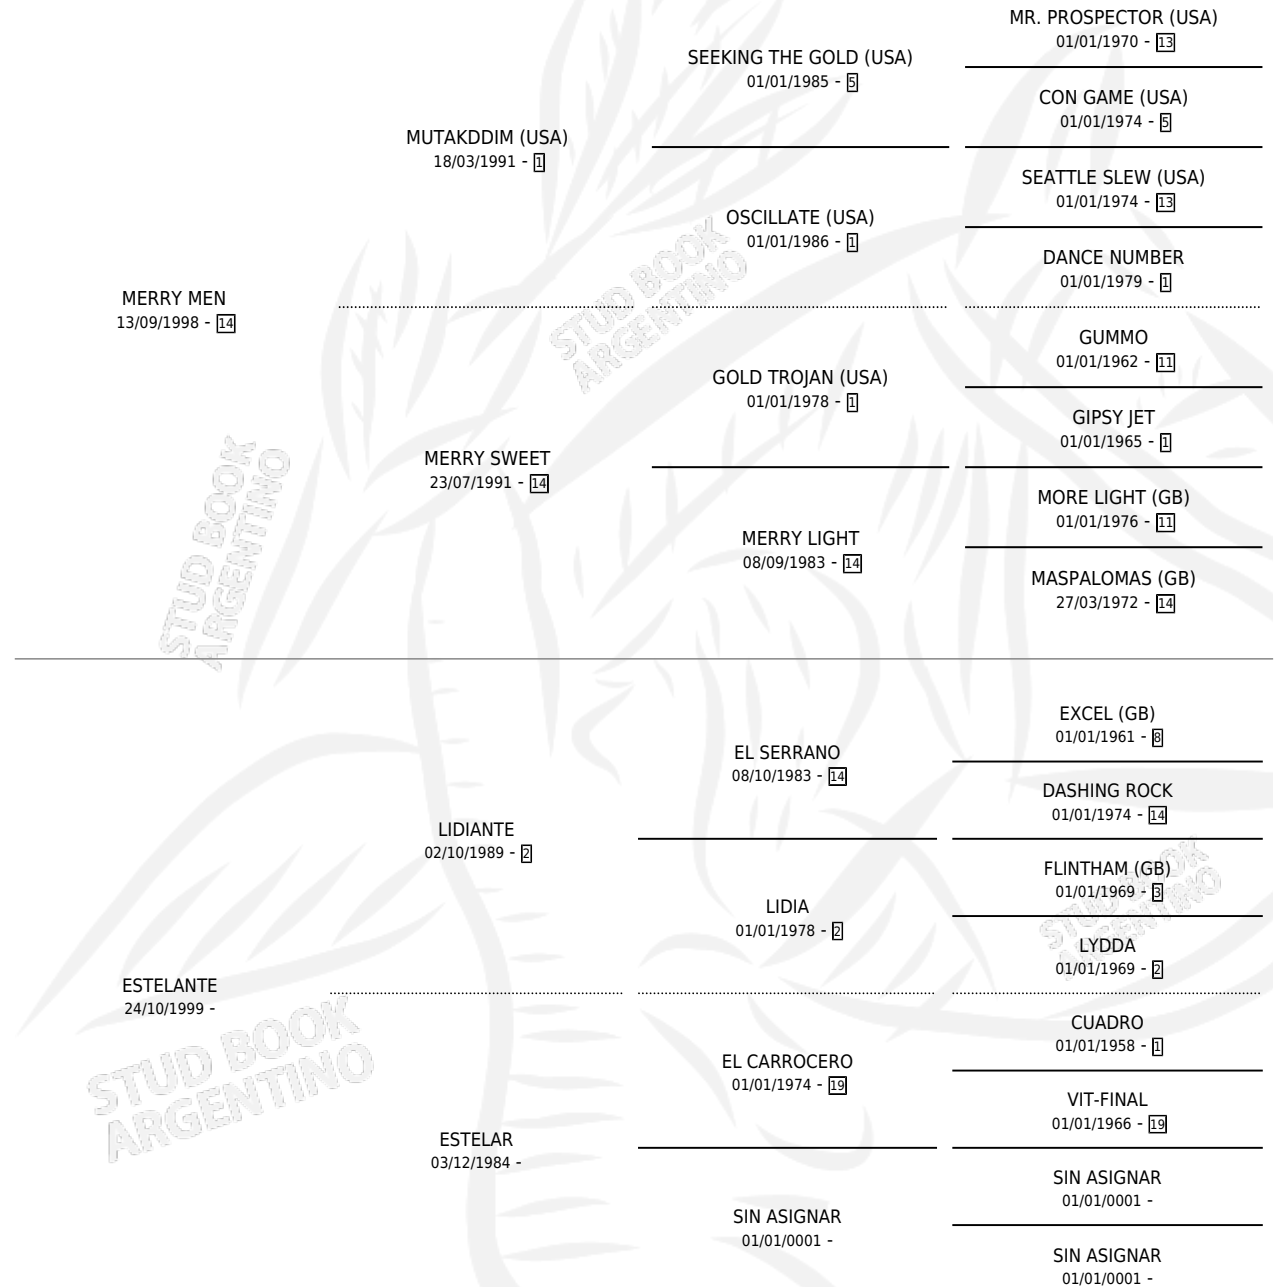 MR. PROSPECTOR (USA)
01/01/1970 - 13
SEEKING THE GOLD (USA)
01/01/1985 - 5
CON GAME (USA)
01/01/1974 - 5
MUTAKDDIM (USA)
18/03/1991 - 1
SEATTLE SLEW (USA)
01/01/1974 - 13
OSCILLATE (USA)
01/01/1986 - 1
DANCE NUMBER
01/01/1979 - 1
MERRY MEN
13/09/1998 - 14
GUMMO
01/01/1962 - 11
GOLD TROJAN (USA)
01/01/1978 - 1
GIPSY JET
01/01/1965 - 1
MERRY SWEET
23/07/1991 - 14
MORE LIGHT (GB)
01/01/1976 - 11
MERRY LIGHT
08/09/1983 - 14
MASPALOMAS (GB)
27/03/1972 - 14
EXCEL (GB)
01/01/1961 - 8
EL SERRANO
08/10/1983 - 14
DASHING ROCK
01/01/1974 - 14
LIDIANTE
02/10/1989 - 2
FLINTHAM (GB)
01/01/1969 - 3
LIDIA
01/01/1978 - 2
LYDDA
01/01/1969 - 2
ESTELANTE
24/10/1999 -
CUADRO
01/01/1958 - 1
EL CARROCERO
01/01/1974 - 19
VIT-FINAL
01/01/1966 - 19
ESTELAR
03/12/1984 -
SIN ASIGNAR
01/01/0001 -
SIN ASIGNAR
01/01/0001 -
SIN ASIGNAR
01/01/0001 -
STUD BOOK
ARGENTINO
STUD BOOK
ARGENTINO
STUD BOOK
ARGENTINO
STUD BOOK
ARGENTINO